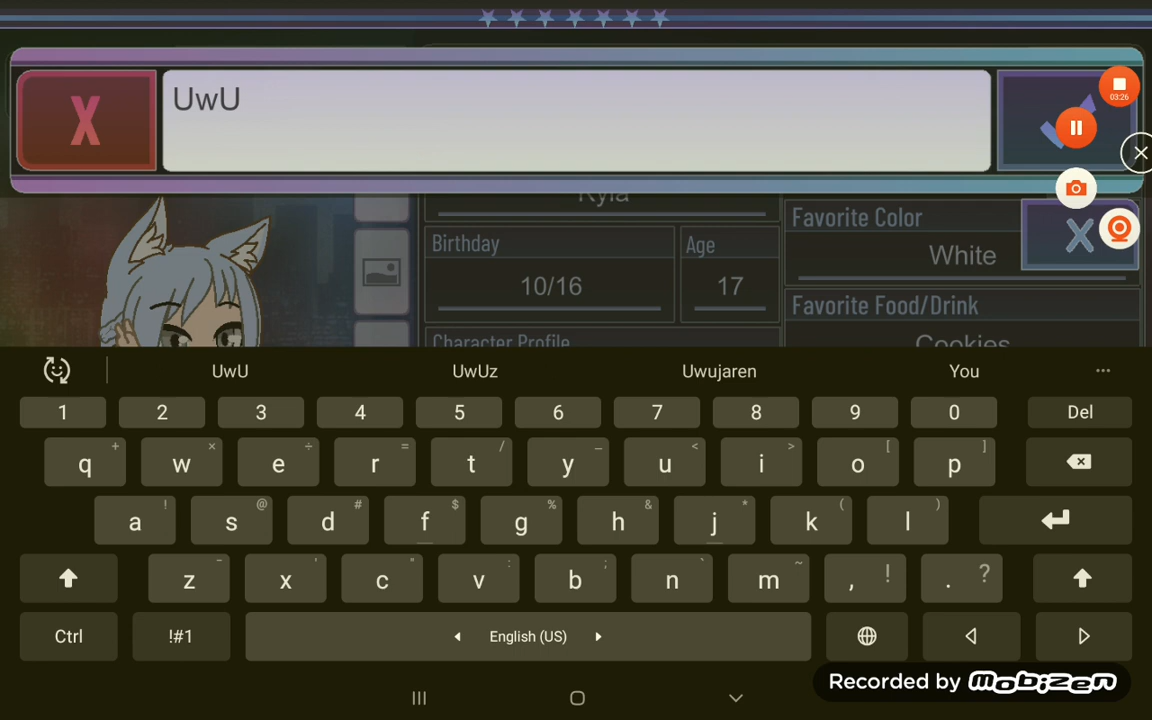 X
UwU
03:26
Kyla
Favorite Color
White
X
Birthday
10/16
Age
17
Favorite Food/Drink
Cookies
Character Profile
UwU UwUz Uwujaren You ...
1 2 3 4 5 6 7 8 9 0 Del
+ × ÷ = / _ < > [ ]
q w e r t y u i o p
! @ # $ % & * ( )
a s d f g h j k l
- ' " : ; ` ~ ! ?
z x c v b n m , .
Ctrl !#1 English (US)
Recorded by mobizen